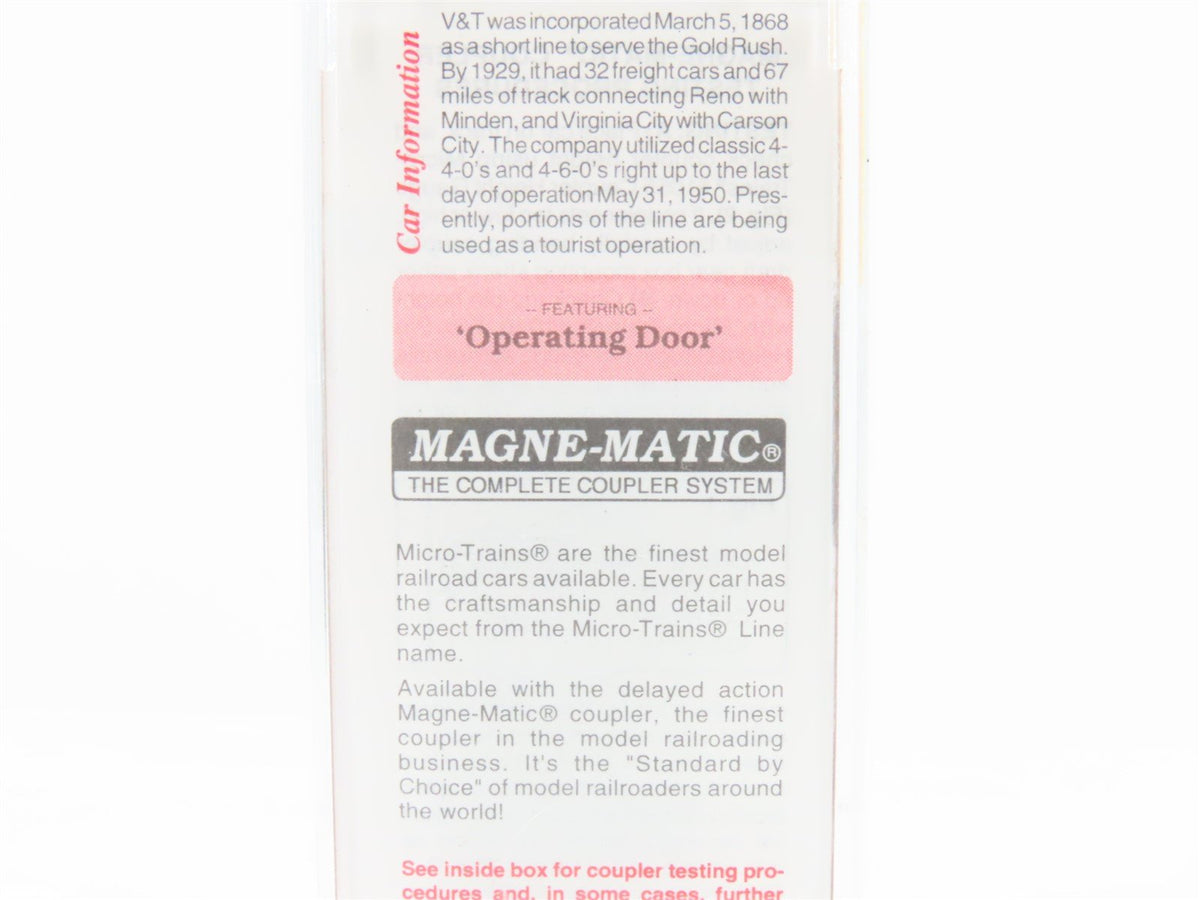 Car Information
V&T was incorporated March 5, 1868
as a short line to serve the Gold Rush.
By 1929, it had 32 freight cars and 67
miles of track connecting Reno with
Minden, and Virginia City with Carson
City. The company utilized classic 4-
4-0's and 4-6-0's right up to the last
day of operation May 31, 1950. Pres-
ently, portions of the line are being
used as a tourist operation.
-- FEATURING --
'Operating Door'
MAGNE-MATIC®
THE COMPLETE COUPLER SYSTEM
Micro-Trains® are the finest model
railroad cars available. Every car has
the craftsmanship and detail you
expect from the Micro-Trains® Line
name.
Available with the delayed action
Magne-Matic® coupler, the finest
coupler in the model railroading
business. It's the "Standard by
Choice" of model railroaders around
the world!
See inside box for coupler testing pro-
cedures and, in some cases, further